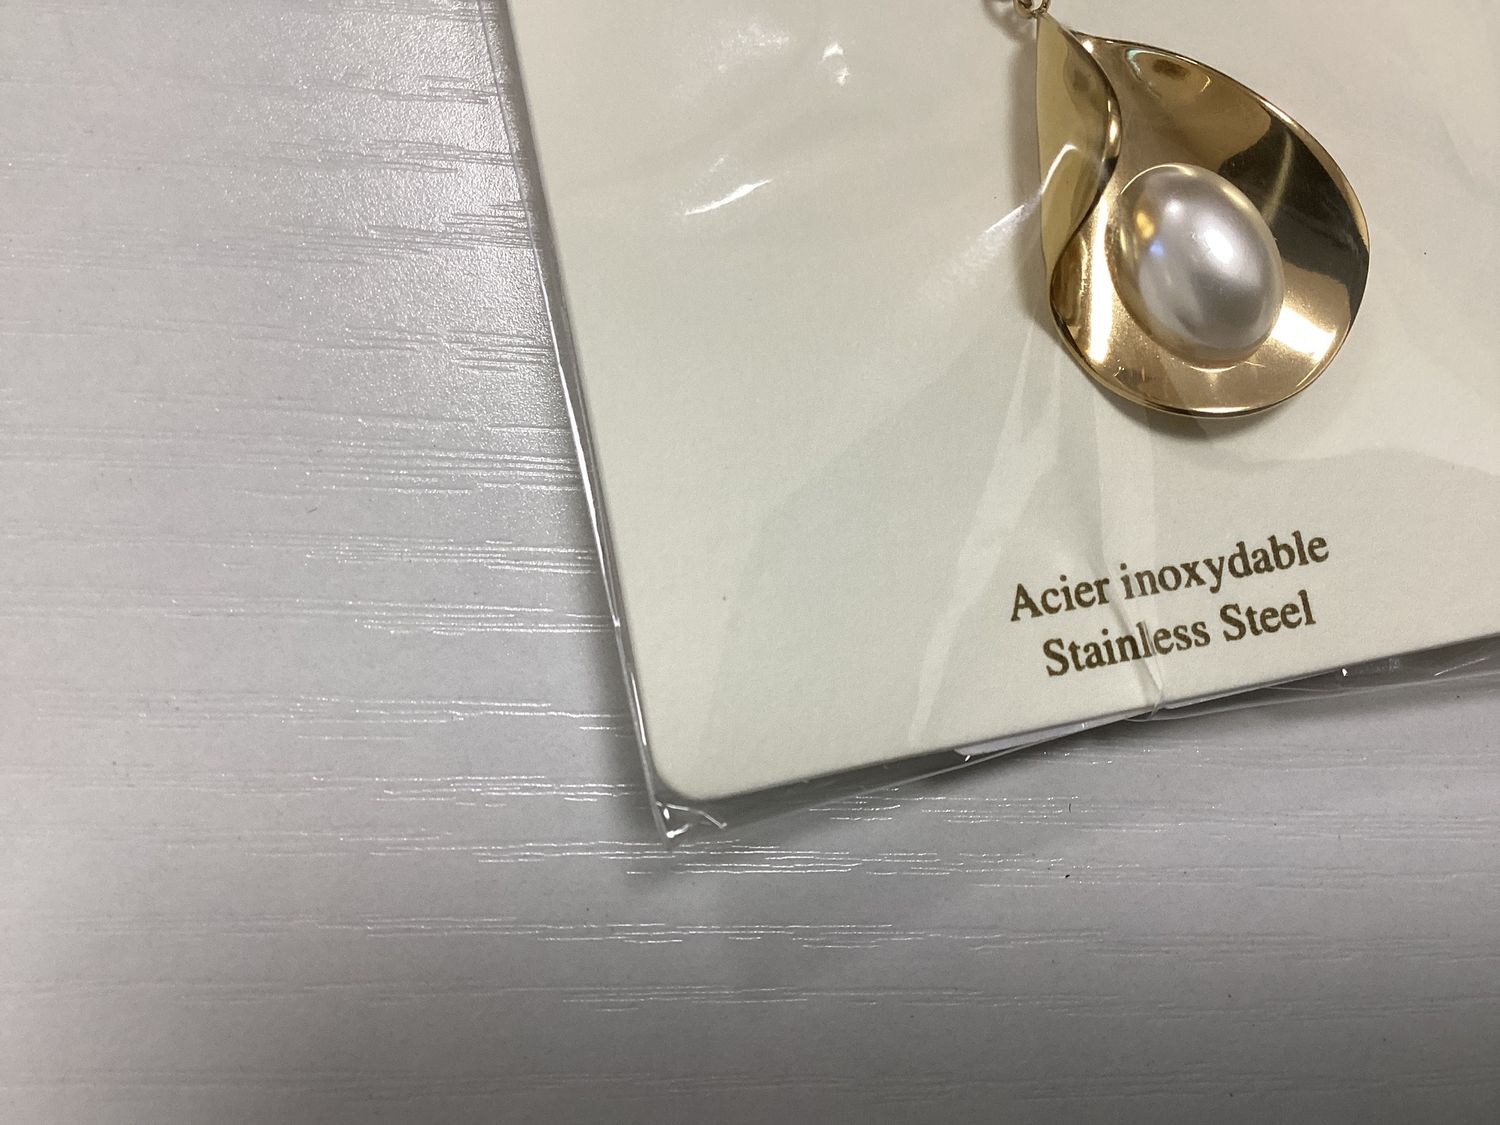 Acier inoxydable
Stainless Steel